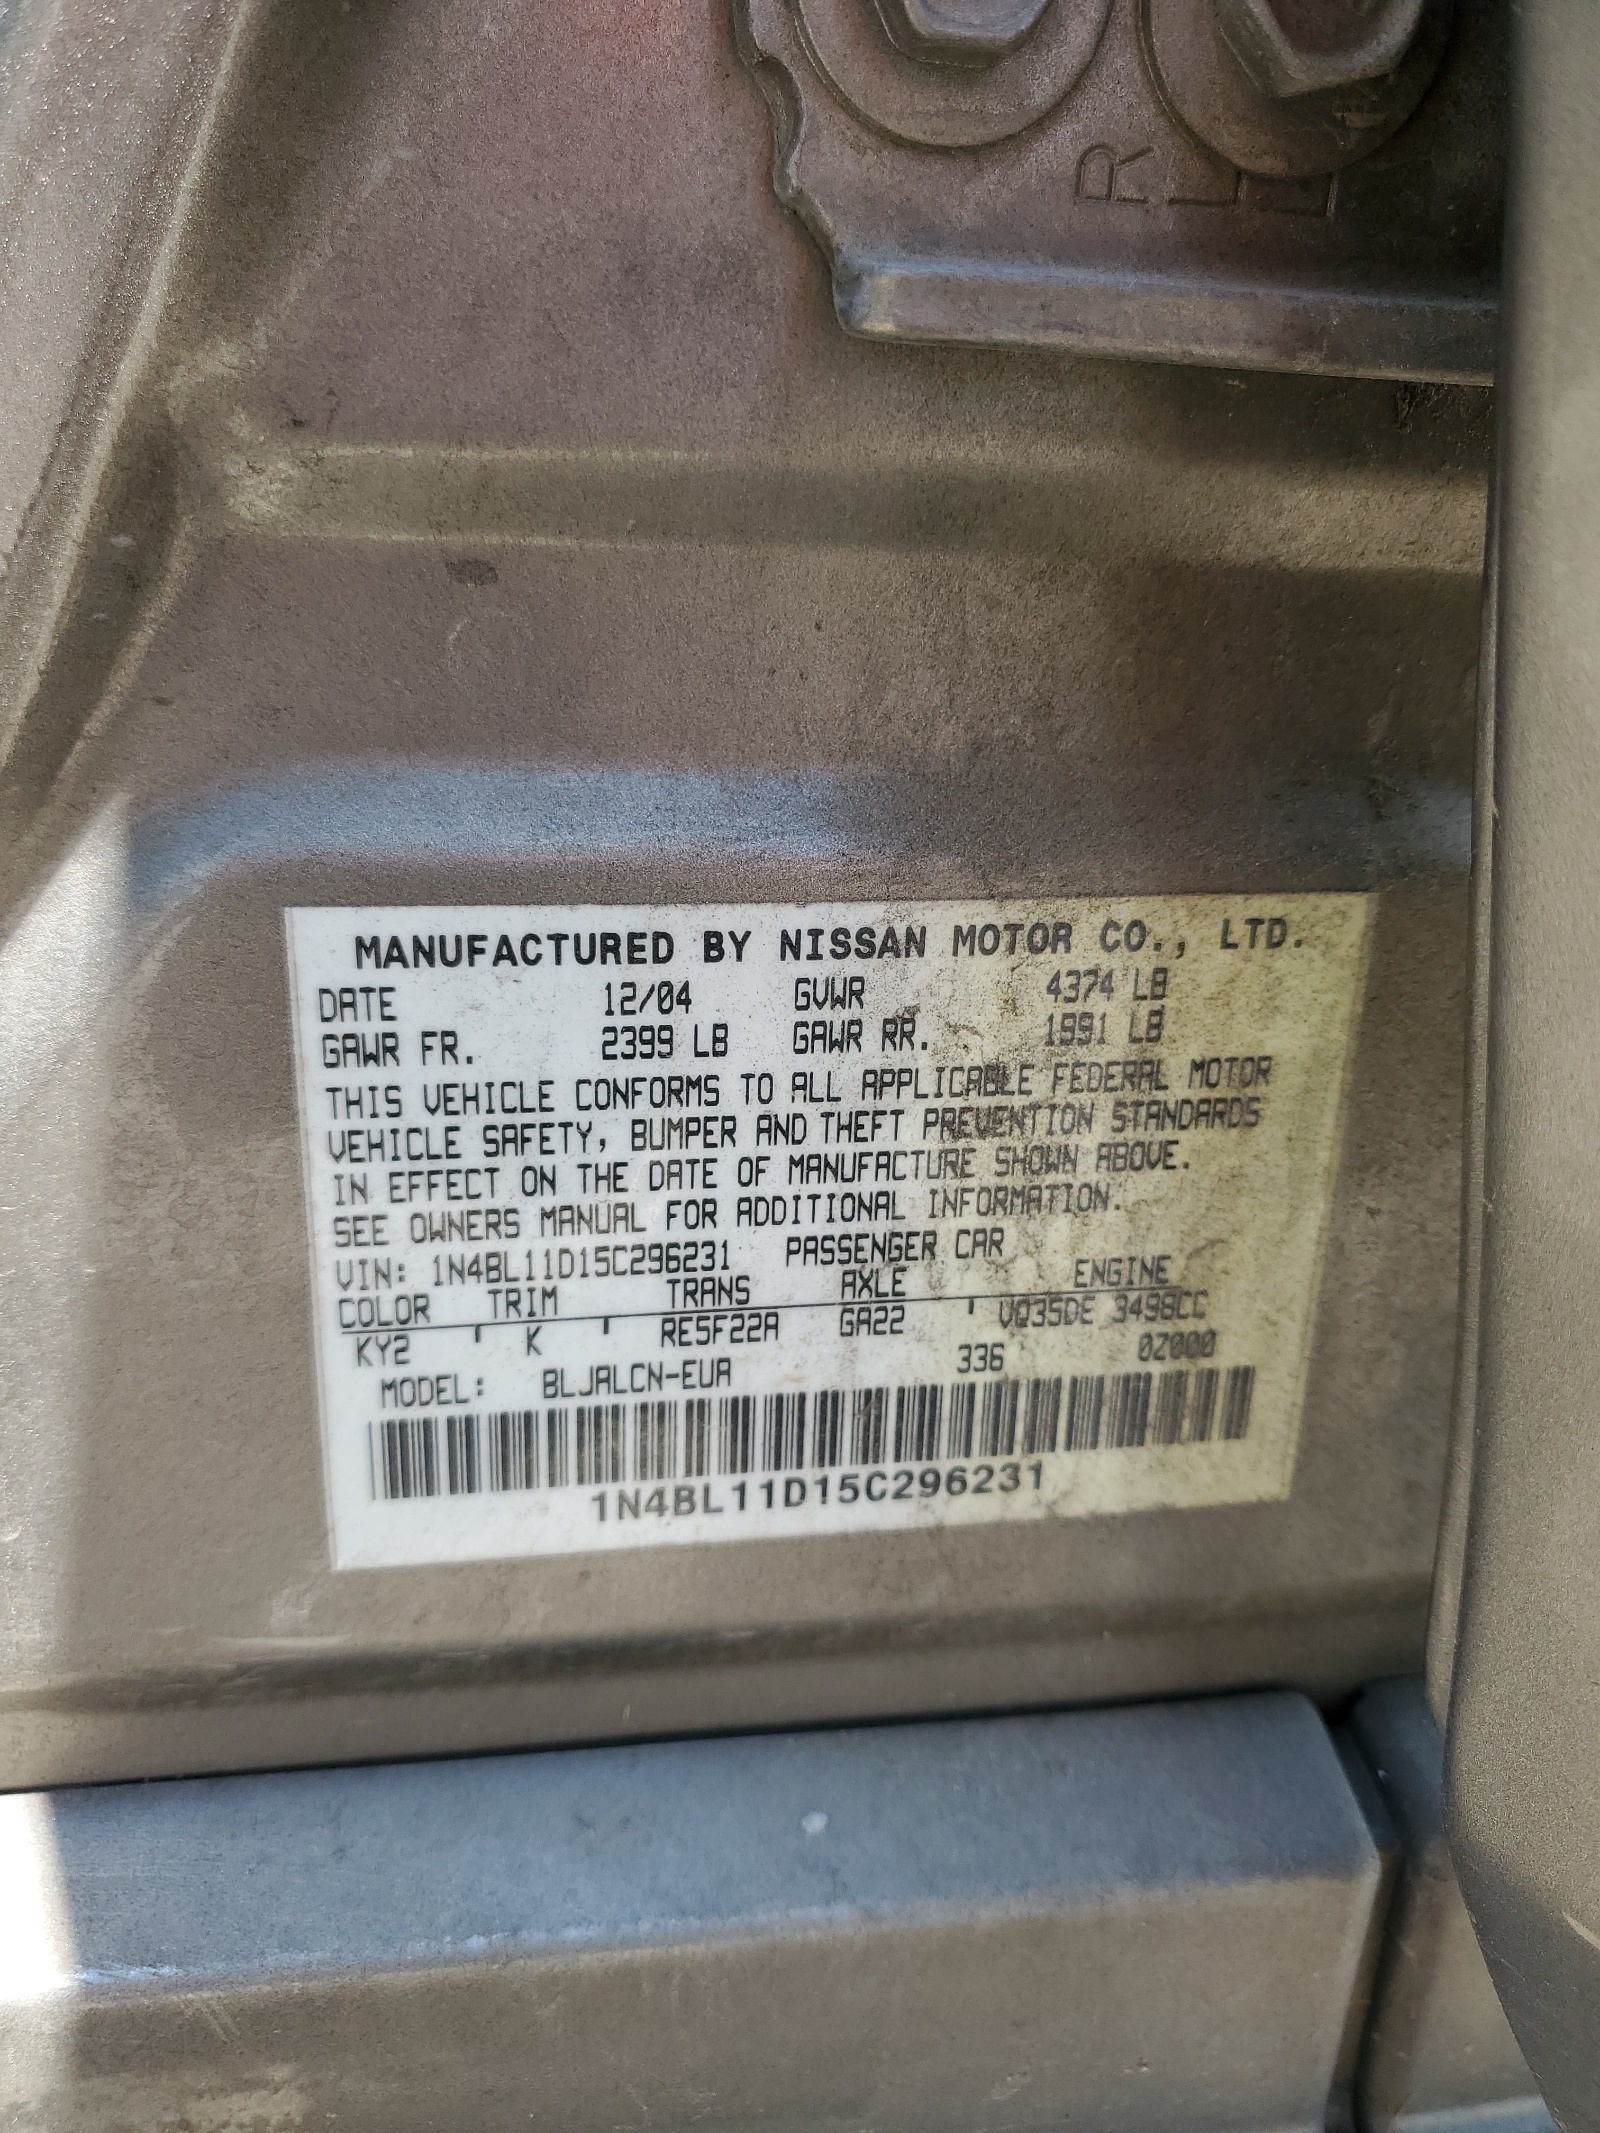 R
MANUFACTURED BY NISSAN MOTOR CO., LTD.
DATE 12/04 GVWR 4374 LB
GAWR FR. 2399 LB GAWR RR. 1991 LB
THIS VEHICLE CONFORMS TO ALL APPLICABLE FEDERAL MOTOR
VEHICLE SAFETY, BUMPER AND THEFT PREVENTION STANDARDS
IN EFFECT ON THE DATE OF MANUFACTURE SHOWN ABOVE.
SEE OWNERS MANUAL FOR ADDITIONAL INFORMATION.
VIN: 1N4BL11D15C296231 PASSENGER CAR
COLOR TRIM TRANS AXLE ENGINE
KY2 ' K ' RE5F22A GA22 ' VQ35DE 3498CC
MODEL: BLJALCN-EUA 336 0Z000
1N4BL11D15C296231